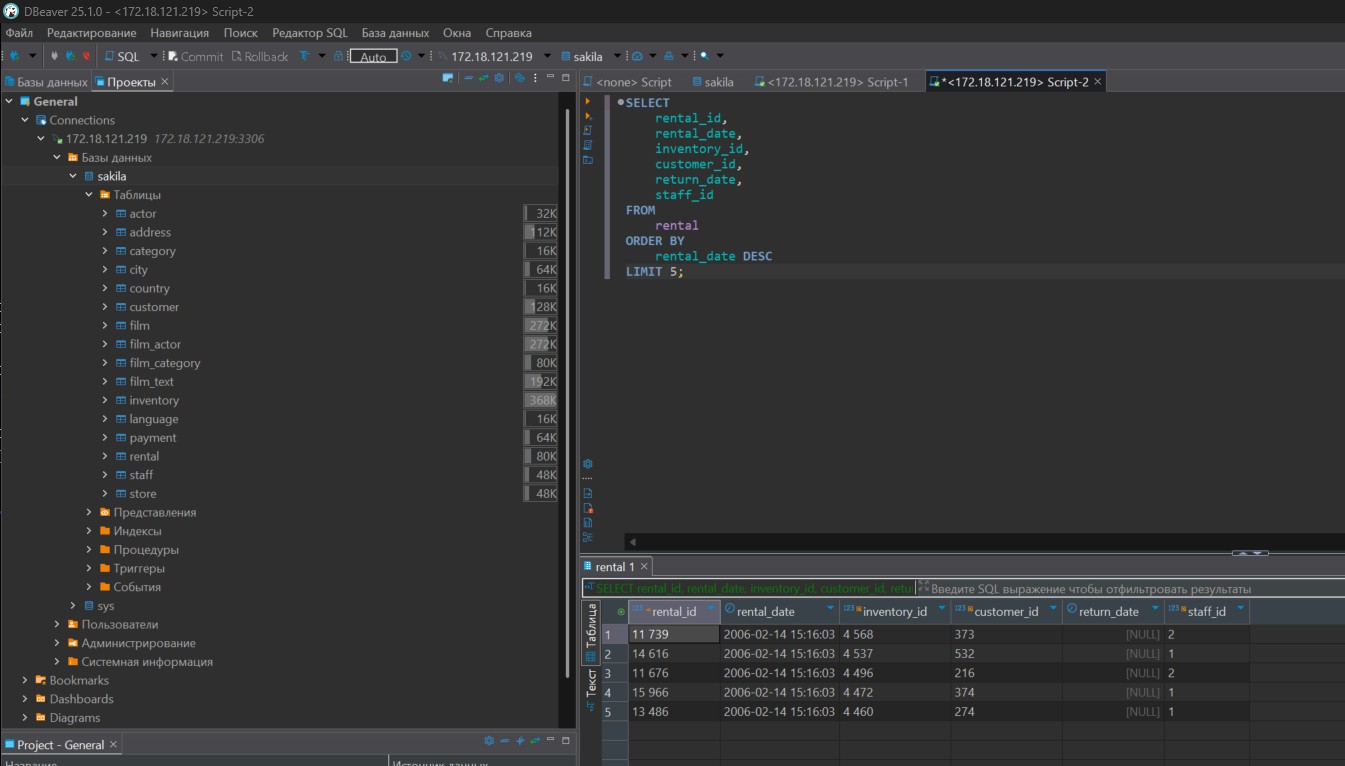 DBeaver 25.1.0 - <172.18.121.219> Script-2
Файл Редактирование Навигация Поиск Редактор SQL База данных Окна Справка
SQL Commit Rollback Auto 172.18.121.219 sakila
Базы данных Проекты
General
Connections
172.18.121.219 172.18.121.219:3306
Базы данных
sakila
Таблицы
actor 32K
address 112K
category 16K
city 64K
country 16K
customer 128K
film 272K
film_actor 272K
film_category 80K
film_text 192K
inventory 368K
language 16K
payment 64K
rental 80K
staff 48K
store 48K
Представления
Индексы
Процедуры
Триггеры
События
sys
Пользователи
Администрирование
Системная информация
Bookmarks
Dashboards
Diagrams
Project - General
Название Источник данных
<none> Script sakila <172.18.121.219> Script-1 *<172.18.121.219> Script-2
SELECT
rental_id,
rental_date,
inventory_id,
customer_id,
return_date,
staff_id
FROM
rental
ORDER BY
rental_date DESC
LIMIT 5;
rental 1
SELECT rental_id, rental_date, inventory_id, customer_id, retu Введите SQL выражение чтобы отфильтровать результаты
Таблица
Текст
123 rental_id rental_date 123 inventory_id 123 customer_id return_date 123 staff_id
1 11 739 2006-02-14 15:16:03 4 568 373 [NULL] 2
2 14 616 2006-02-14 15:16:03 4 537 532 [NULL] 1
3 11 676 2006-02-14 15:16:03 4 496 216 [NULL] 2
4 15 966 2006-02-14 15:16:03 4 472 374 [NULL] 1
5 13 486 2006-02-14 15:16:03 4 460 274 [NULL] 1